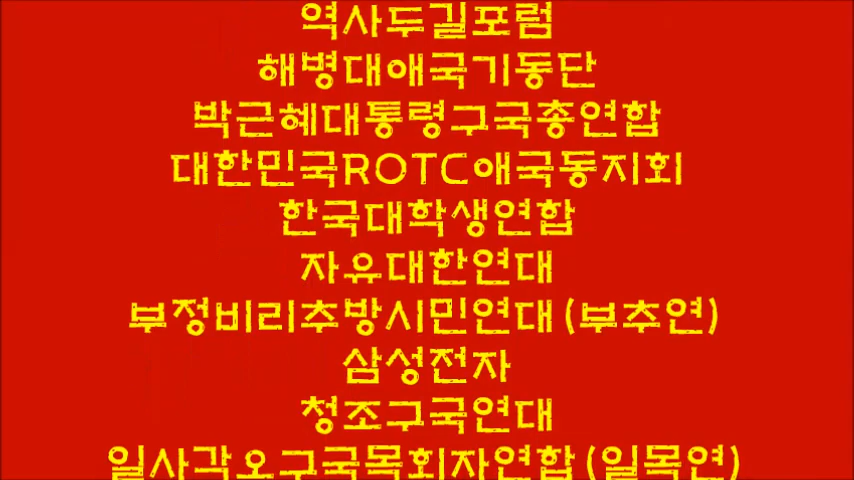 역사두길포럼
해병대애국기동단
박근혜대통령구국총연합
대한민국ROTC애국동지회
한국대학생연합
자유대한연대
부정비리추방시민연대(부추연)
삼성전자
청조구국연대
일사각오구국목회자연합(일목연)